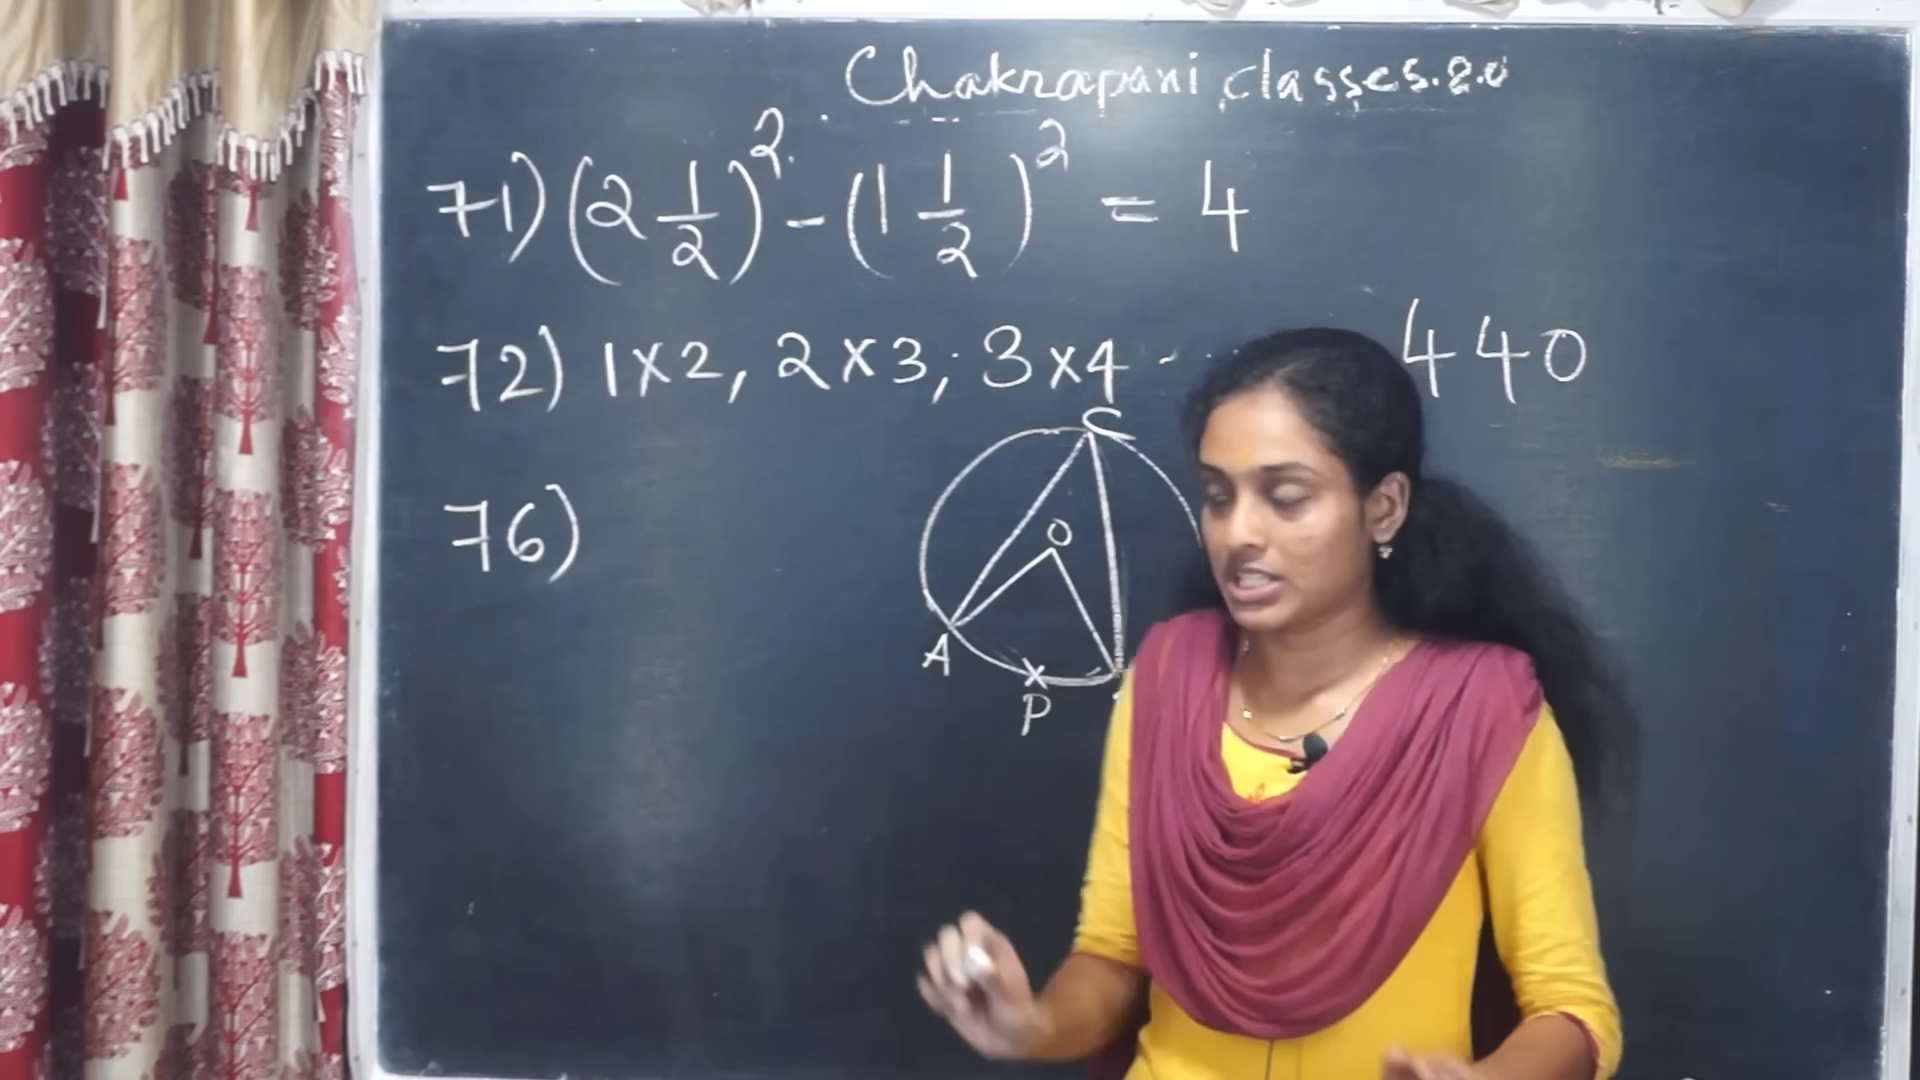 Chakrapani classes.2.0
71) (2 1/2)² - (1 1/2)² = 4
72) 1×2, 2×3, 3×4 . . 440
76)
C
O
A
P